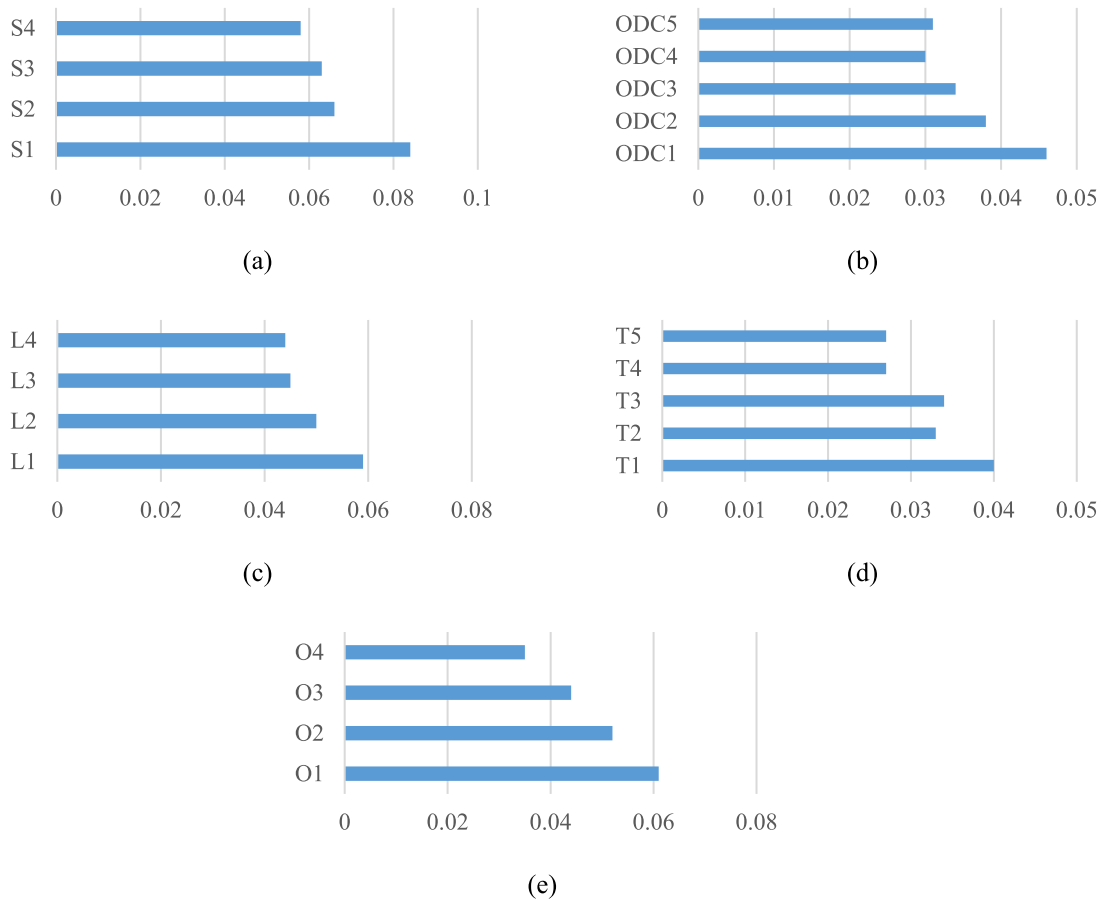 S4
S3
S2
S1
0 0.02 0.04 0.06 0.08 0.1
(a)
ODC5
ODC4
ODC3
ODC2
ODC1
0 0.01 0.02 0.03 0.04 0.05
(b)
L4
L3
L2
L1
0 0.02 0.04 0.06 0.08
(c)
T5
T4
T3
T2
T1
0 0.01 0.02 0.03 0.04 0.05
(d)
O4
O3
O2
O1
0 0.02 0.04 0.06 0.08
(e)